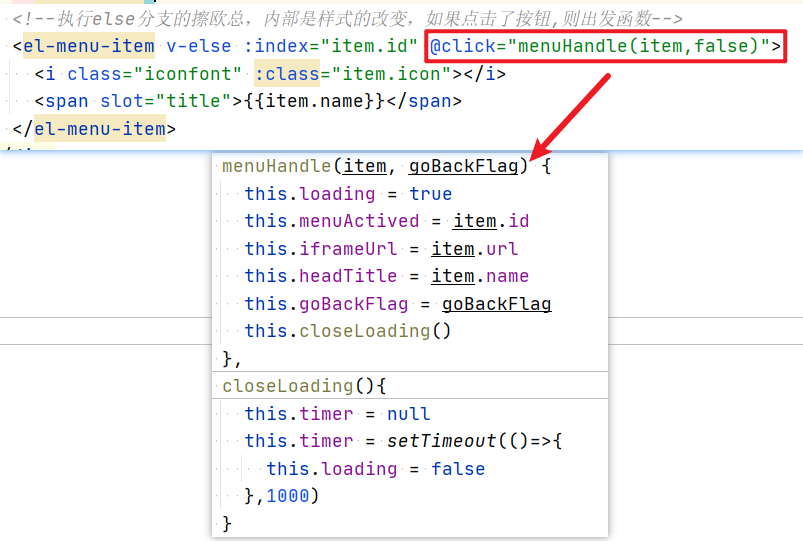 <!--执行else分支的擦欧总，内部是样式的改变，如果点击了按钮,则出发函数-->
<el-menu-item v-else :index="item.id" @click="menuHandle(item,false)">
<i class="iconfont" :class="item.icon"></i>
<span slot="title">{{item.name}}</span>
</el-menu-item>
menuHandle(item, goBackFlag) {
this.loading = true
this.menuActived = item.id
this.iframeUrl = item.url
this.headTitle = item.name
this.goBackFlag = goBackFlag
this.closeLoading()
},
closeLoading(){
this.timer = null
this.timer = setTimeout(()=>{
this.loading = false
},1000)
}